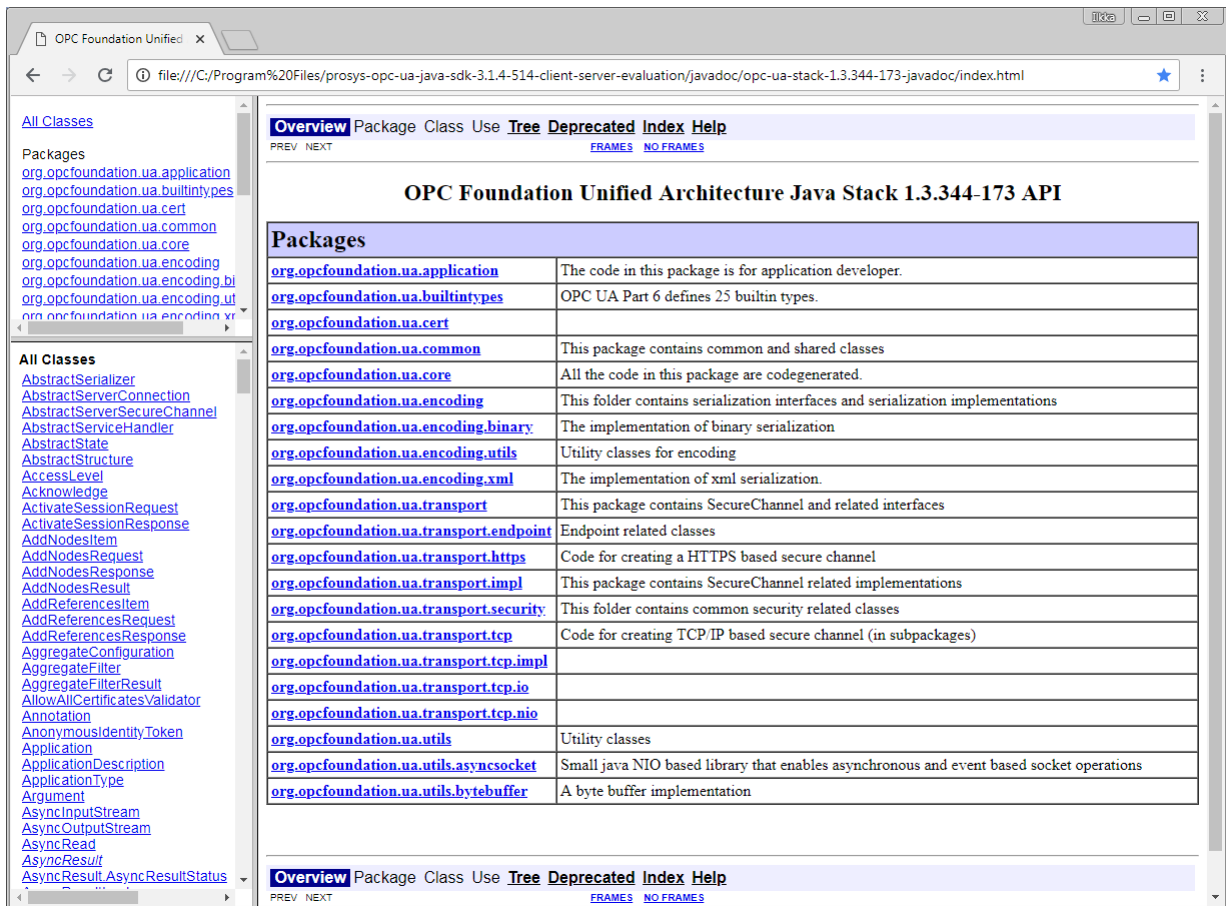 Ilkka
OPC Foundation Unified
file:///C:/Program%20Files/prosys-opc-ua-java-sdk-3.1.4-514-client-server-evaluation/javadoc/opc-ua-stack-1.3.344-173-javadoc/index.html
All Classes
Packages
org.opcfoundation.ua.application
org.opcfoundation.ua.builtintypes
org.opcfoundation.ua.cert
org.opcfoundation.ua.common
org.opcfoundation.ua.core
org.opcfoundation.ua.encoding
org.opcfoundation.ua.encoding.bi
org.opcfoundation.ua.encoding.ut
org.opcfoundation.ua.encoding.xr
All Classes
AbstractSerializer
AbstractServerConnection
AbstractServerSecureChannel
AbstractServiceHandler
AbstractState
AbstractStructure
AccessLevel
Acknowledge
ActivateSessionRequest
ActivateSessionResponse
AddNodesItem
AddNodesRequest
AddNodesResponse
AddNodesResult
AddReferencesItem
AddReferencesRequest
AddReferencesResponse
AggregateConfiguration
AggregateFilter
AggregateFilterResult
AllowAllCertificatesValidator
Annotation
AnonymousIdentityToken
Application
ApplicationDescription
ApplicationType
Argument
AsyncInputStream
AsyncOutputStream
AsyncRead
AsyncResult
AsyncResult.AsyncResultStatus
Overview Package Class Use Tree Deprecated Index Help
PREV NEXT FRAMES NO FRAMES
OPC Foundation Unified Architecture Java Stack 1.3.344-173 API
Packages
org.opcfoundation.ua.application The code in this package is for application developer.
org.opcfoundation.ua.builtintypes OPC UA Part 6 defines 25 builtin types.
org.opcfoundation.ua.cert
org.opcfoundation.ua.common This package contains common and shared classes
org.opcfoundation.ua.core All the code in this package are codegenerated.
org.opcfoundation.ua.encoding This folder contains serialization interfaces and serialization implementations
org.opcfoundation.ua.encoding.binary The implementation of binary serialization
org.opcfoundation.ua.encoding.utils Utility classes for encoding
org.opcfoundation.ua.encoding.xml The implementation of xml serialization.
org.opcfoundation.ua.transport This package contains SecureChannel and related interfaces
org.opcfoundation.ua.transport.endpoint Endpoint related classes
org.opcfoundation.ua.transport.https Code for creating a HTTPS based secure channel
org.opcfoundation.ua.transport.impl This package contains SecureChannel related implementations
org.opcfoundation.ua.transport.security This folder contains common security related classes
org.opcfoundation.ua.transport.tcp Code for creating TCP/IP based secure channel (in subpackages)
org.opcfoundation.ua.transport.tcp.impl
org.opcfoundation.ua.transport.tcp.io
org.opcfoundation.ua.transport.tcp.nio
org.opcfoundation.ua.utils Utility classes
org.opcfoundation.ua.utils.asyncsocket Small java NIO based library that enables asynchronous and event based socket operations
org.opcfoundation.ua.utils.bytebuffer A byte buffer implementation
Overview Package Class Use Tree Deprecated Index Help
PREV NEXT FRAMES NO FRAMES